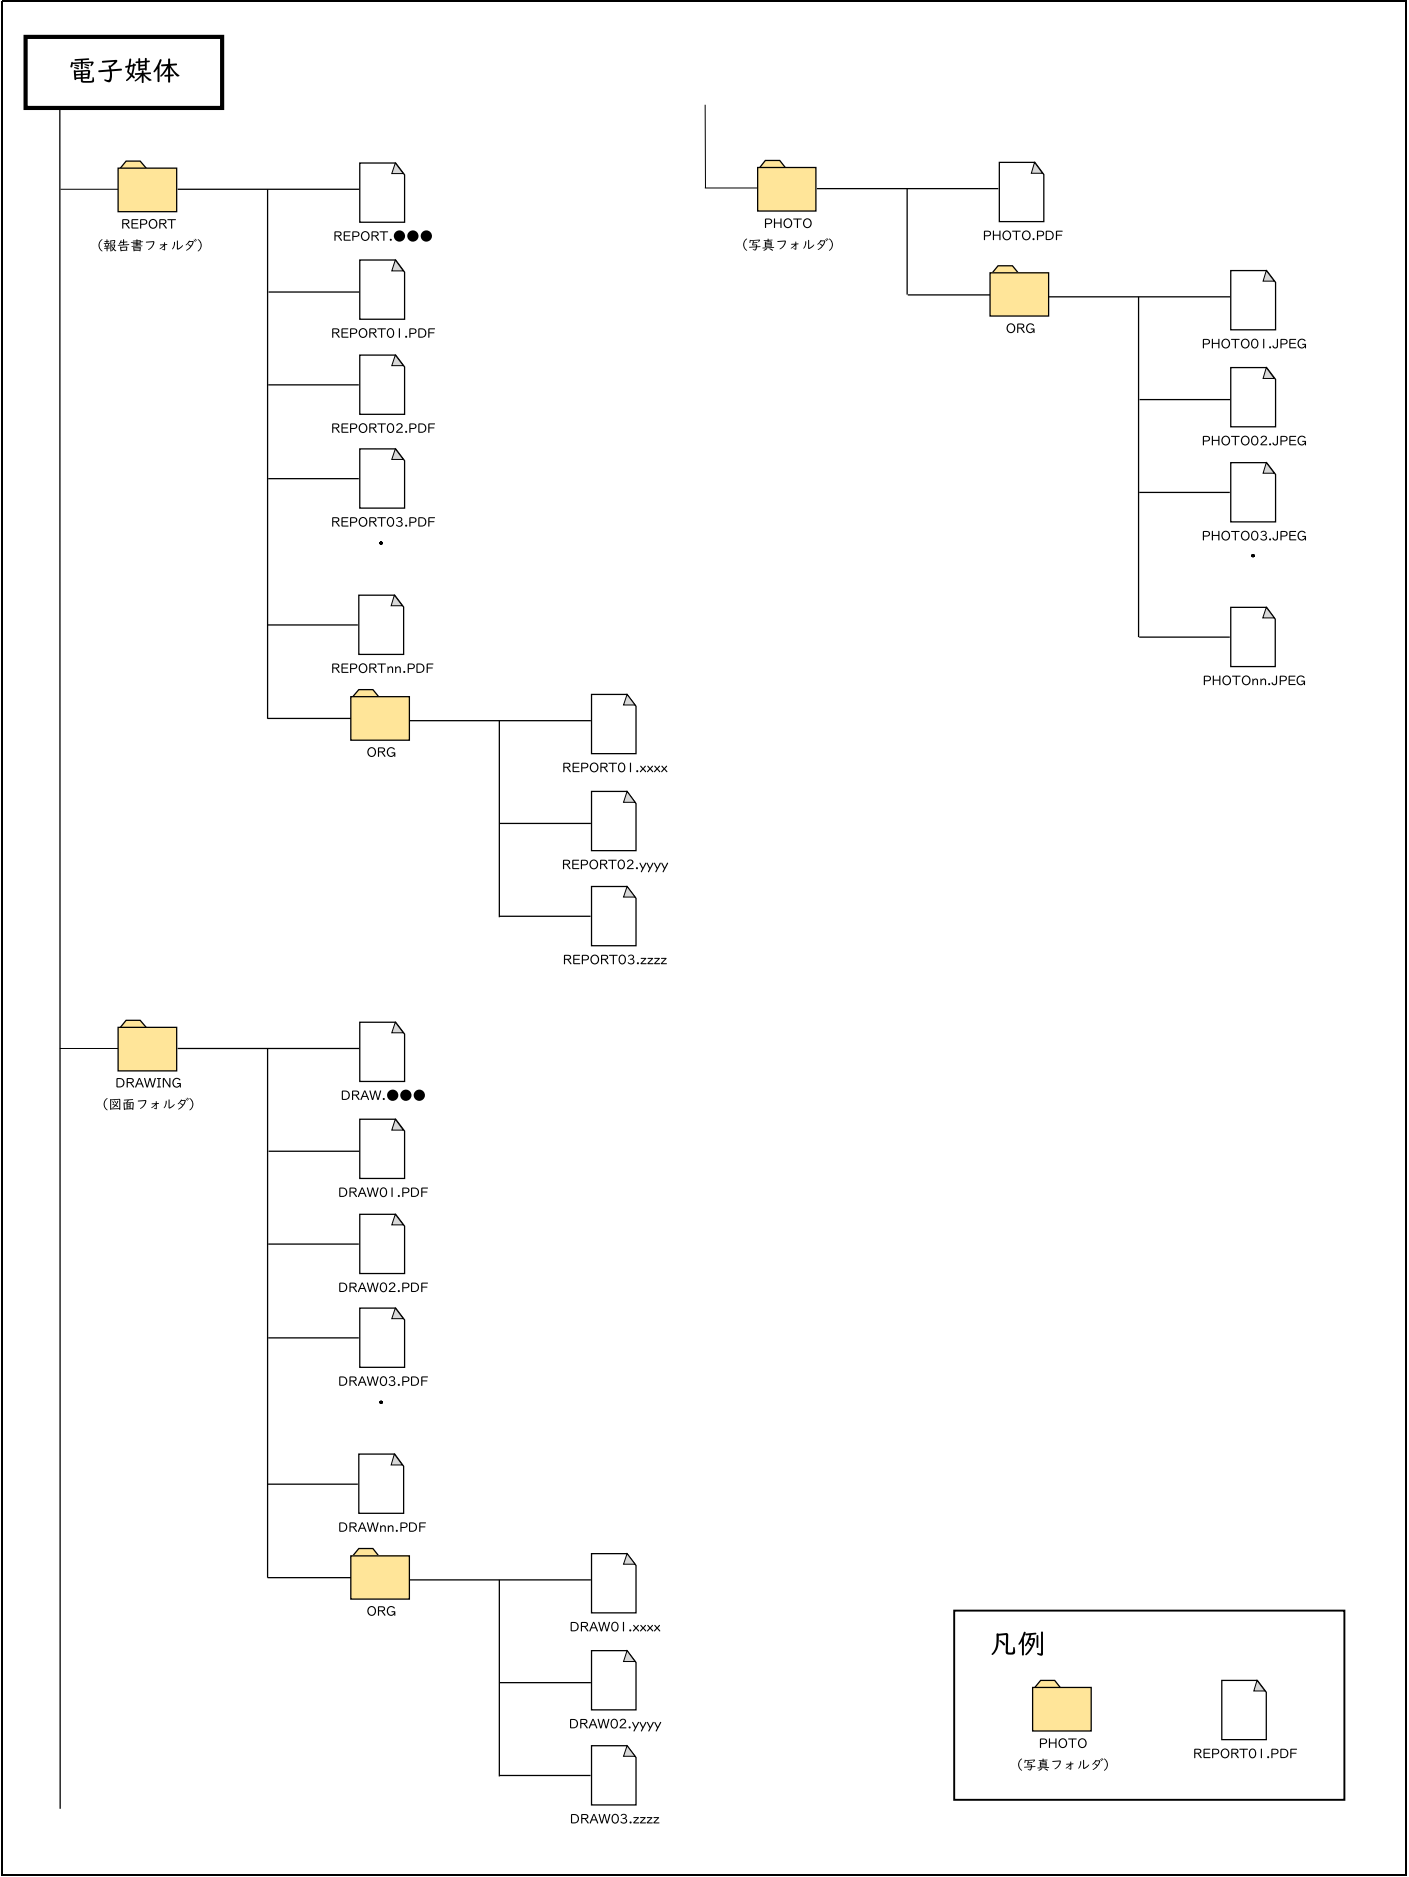 電子媒体
REPORT
（報告書フォルダ）
REPORT.●●●
REPORT01.PDF
REPORT02.PDF
REPORT03.PDF
・
REPORTnn.PDF
ORG
REPORT01.xxxx
REPORT02.yyyy
REPORT03.zzzz
DRAWING
（図面フォルダ）
DRAW.●●●
DRAW01.PDF
DRAW02.PDF
DRAW03.PDF
・
DRAWnn.PDF
ORG
DRAW01.xxxx
DRAW02.yyyy
DRAW03.zzzz
PHOTO
（写真フォルダ）
PHOTO.PDF
ORG
PHOTO01.JPEG
PHOTO02.JPEG
PHOTO03.JPEG
・
PHOTOnn.JPEG
凡例
PHOTO
（写真フォルダ）
REPORT01.PDF